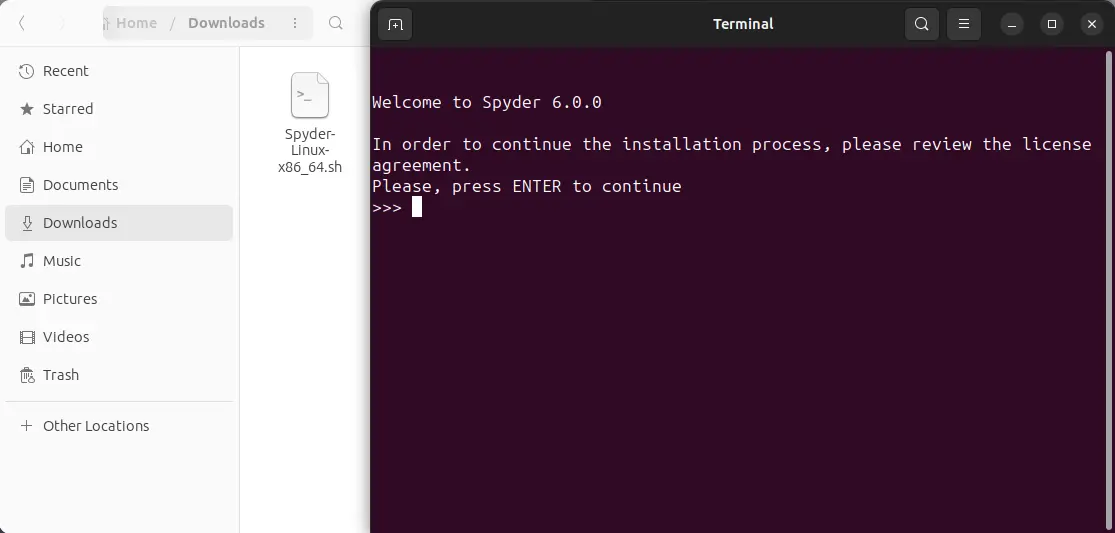 Home / Downloads
Recent
Starred
Home
Documents
Downloads
Music
Pictures
Videos
Trash
Other Locations
>_
Spyder-
Linux-
x86_64.sh
Terminal
Welcome to Spyder 6.0.0
In order to continue the installation process, please review the license
agreement.
Please, press ENTER to continue
>>>